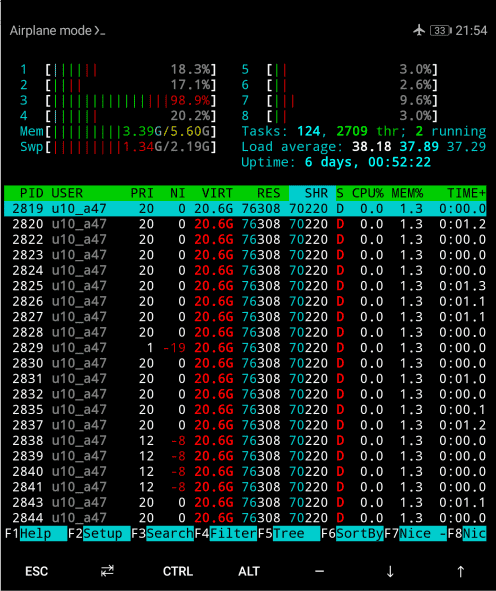 Airplane mode 33 21:54
1 [|||||| 18.3%] 5 [|| 3.0%]
2 [|||| 17.1%] 6 [|| 2.6%]
3 [||||||||||||||||98.9%] 7 [||| 9.6%]
4 [|||||| 20.2%] 8 [|| 3.0%]
Mem[|||||||||3.39G/5.60G] Tasks: 124, 2709 thr; 2 running
Swp[|||||||||1.34G/2.19G] Load average: 38.18 37.89 37.29
Uptime: 6 days, 00:52:22
PID USER PRI NI VIRT RES SHR S CPU% MEM% TIME+
2819 u10_a47 20 0 20.6G 76308 70220 D 0.0 1.3 0:00.0
2820 u10_a47 20 0 20.6G 76308 70220 D 0.0 1.3 0:01.2
2822 u10_a47 20 0 20.6G 76308 70220 D 0.0 1.3 0:00.0
2823 u10_a47 20 0 20.6G 76308 70220 D 0.0 1.3 0:00.0
2824 u10_a47 20 0 20.6G 76308 70220 D 0.0 1.3 0:00.0
2825 u10_a47 20 0 20.6G 76308 70220 D 0.0 1.3 0:01.3
2826 u10_a47 20 0 20.6G 76308 70220 D 0.0 1.3 0:01.1
2827 u10_a47 20 0 20.6G 76308 70220 D 0.0 1.3 0:01.1
2828 u10_a47 20 0 20.6G 76308 70220 D 0.0 1.3 0:00.0
2829 u10_a47 1 -19 20.6G 76308 70220 D 0.0 1.3 0:00.0
2830 u10_a47 20 0 20.6G 76308 70220 D 0.0 1.3 0:00.0
2831 u10_a47 20 0 20.6G 76308 70220 D 0.0 1.3 0:01.0
2832 u10_a47 20 0 20.6G 76308 70220 D 0.0 1.3 0:00.0
2835 u10_a47 20 0 20.6G 76308 70220 D 0.0 1.3 0:01.0
2837 u10_a47 20 0 20.6G 76308 70220 D 0.0 1.3 0:01.2
2838 u10_a47 12 -8 20.6G 76308 70220 D 0.0 1.3 0:00.0
2839 u10_a47 12 -8 20.6G 76308 70220 D 0.0 1.3 0:00.0
2840 u10_a47 12 -8 20.6G 76308 70220 D 0.0 1.3 0:00.0
2841 u10_a47 12 -8 20.6G 76308 70220 D 0.0 1.3 0:00.0
2843 u10_a47 20 0 20.6G 76308 70220 D 0.0 1.3 0:01.1
2844 u10_a47 20 0 20.6G 76308 70220 D 0.0 1.3 0:00.0
F1Help F2Setup F3SearchF4FilterF5Tree F6SortByF7Nice -F8Nic
ESC ⇄ CTRL ALT – ↓ ↑